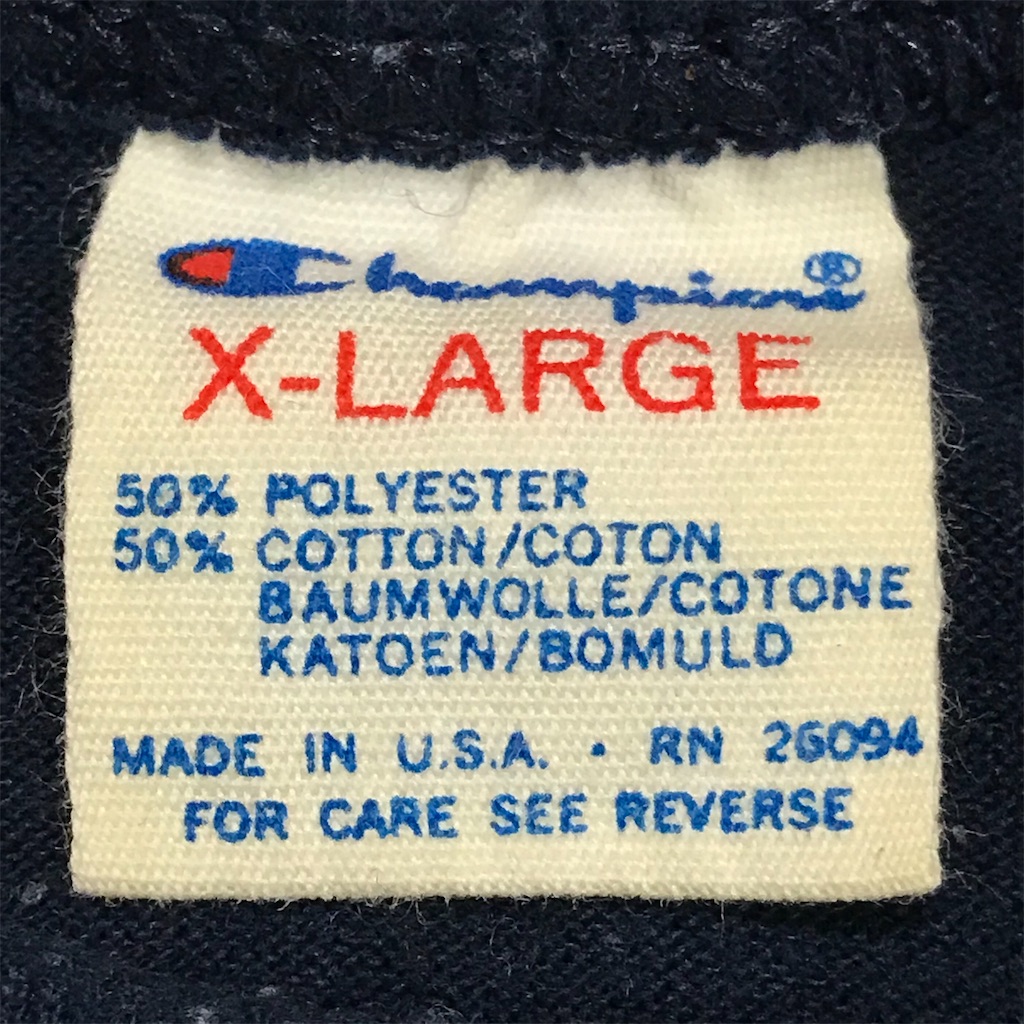 Champion®
X-LARGE
50% POLYESTER
50% COTTON/COTON
BAUMWOLLE/COTONE
KATOEN/BOMULD
MADE IN U.S.A. • RN 26094
FOR CARE SEE REVERSE